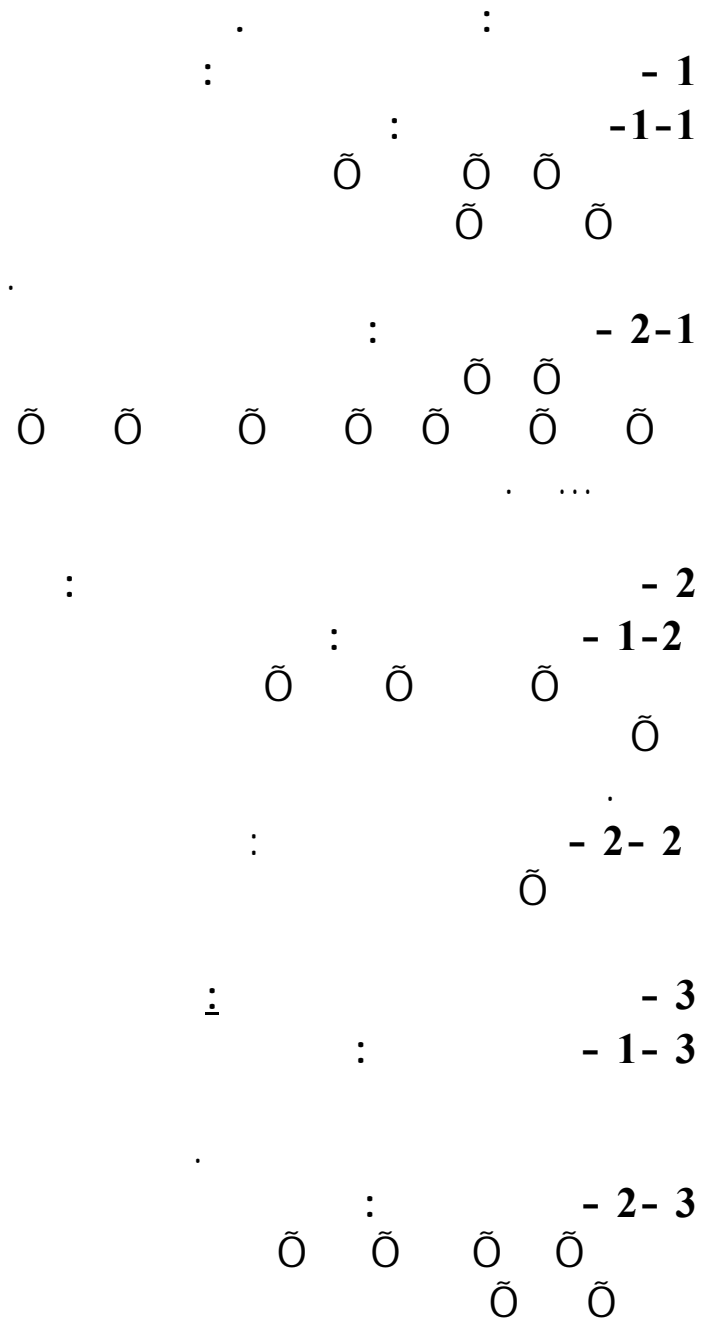 : .
1 - :
1-1- :
Õ Õ Õ
Õ Õ
.
1-2 - :
Õ Õ
Õ Õ Õ Õ Õ Õ Õ
... .
2 - :
2-1 - :
Õ Õ Õ
Õ
.
2 -2 - :
Õ
3 - :
3 -1 - :
.
3 -2 - :
Õ Õ Õ Õ
Õ Õ